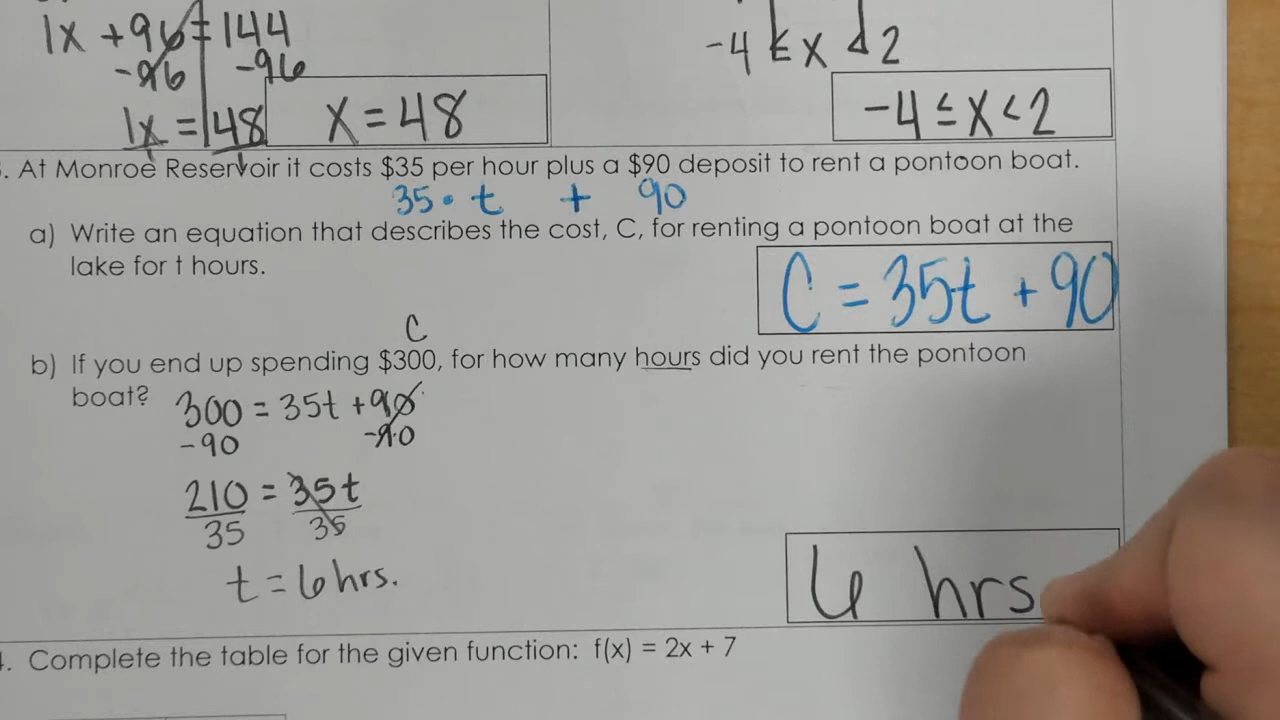 1x + 96 = 144
-96 -96
1x = 48
x = 48
-4 ≤ x < 2
-4 ≤ x < 2
. At Monroe Reservoir it costs $35 per hour plus a $90 deposit to rent a pontoon boat.
35 • t + 90
a) Write an equation that describes the cost, C, for renting a pontoon boat at the
lake for t hours.
C = 35t + 90
C
b) If you end up spending $300, for how many hours did you rent the pontoon
boat?
300 = 35t + 90
-90 -90
210 = 35t
35 35
t = 6 hrs.
6 hrs
4. Complete the table for the given function: f(x) = 2x + 7